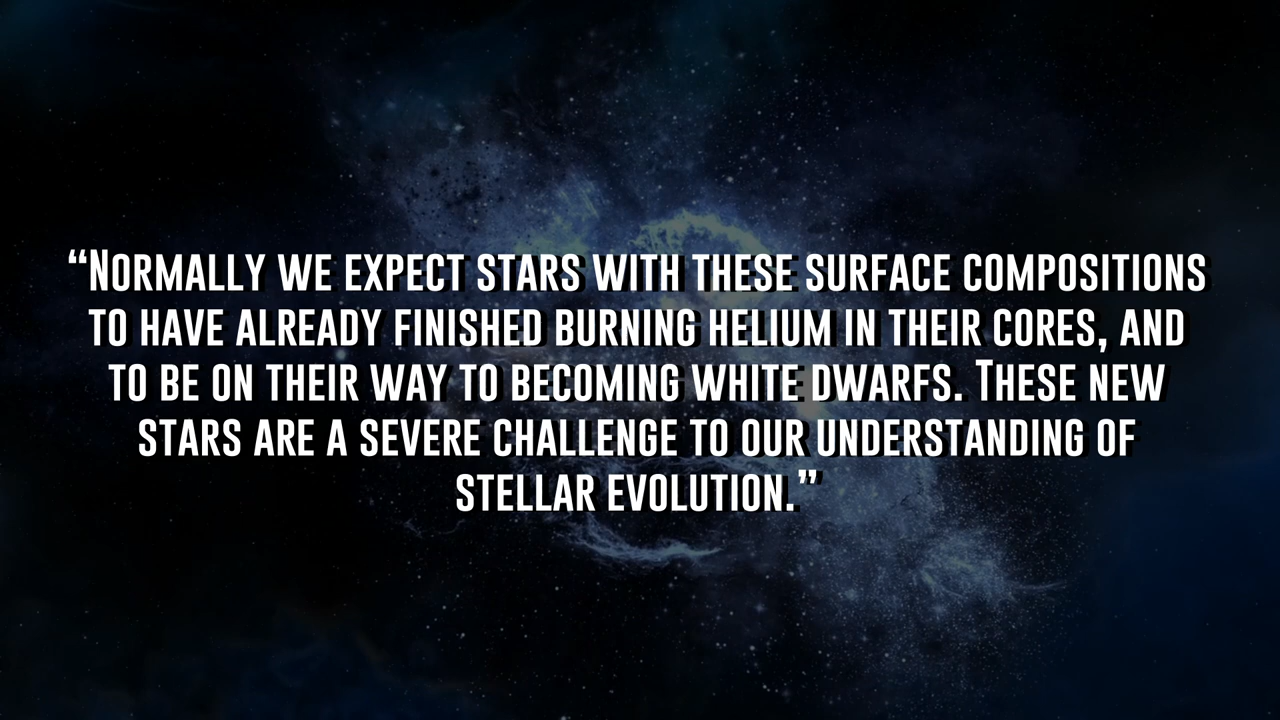 “Normally we expect stars with these surface compositions
to have already finished burning helium in their cores, and
to be on their way to becoming white dwarfs. These new
stars are a severe challenge to our understanding of
stellar evolution.”